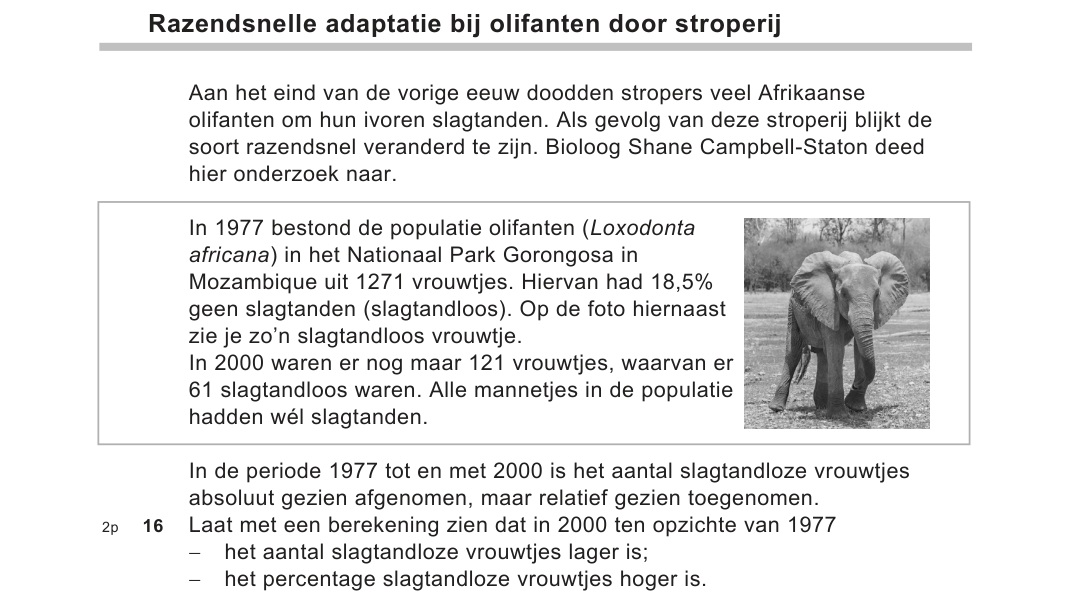 Razendsnelle adaptatie bij olifanten door stroperij
Aan het eind van de vorige eeuw doodden stropers veel Afrikaanse
olifanten om hun ivoren slagtanden. Als gevolg van deze stroperij blijkt de
soort razendsnel veranderd te zijn. Bioloog Shane Campbell-Staton deed
hier onderzoek naar.
In 1977 bestond de populatie olifanten (Loxodonta
africana) in het Nationaal Park Gorongosa in
Mozambique uit 1271 vrouwtjes. Hiervan had 18,5%
geen slagtanden (slagtandloos). Op de foto hiernaast
zie je zo’n slagtandloos vrouwtje.
In 2000 waren er nog maar 121 vrouwtjes, waarvan er
61 slagtandloos waren. Alle mannetjes in de populatie
hadden wél slagtanden.
In de periode 1977 tot en met 2000 is het aantal slagtandloze vrouwtjes
absoluut gezien afgenomen, maar relatief gezien toegenomen.
2p 16 Laat met een berekening zien dat in 2000 ten opzichte van 1977
– het aantal slagtandloze vrouwtjes lager is;
– het percentage slagtandloze vrouwtjes hoger is.